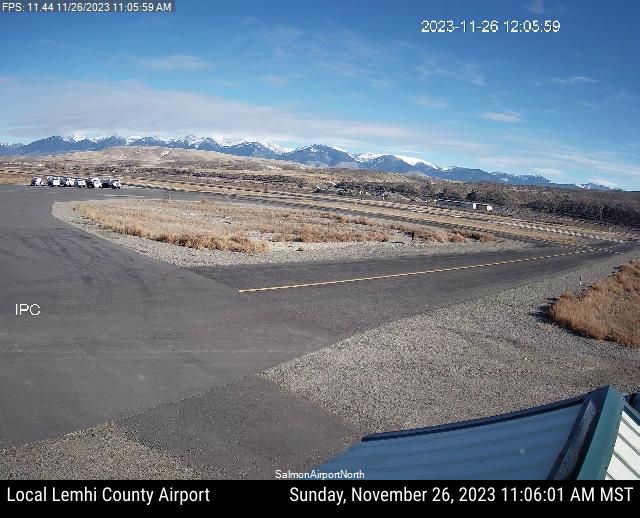 FPS: 11.44 11/26/2023 11:05:59 AM
2023-11-26 12:05:59
IPC
SalmonAirportNorth
Local Lemhi County Airport
Sunday, November 26, 2023 11:06:01 AM MST